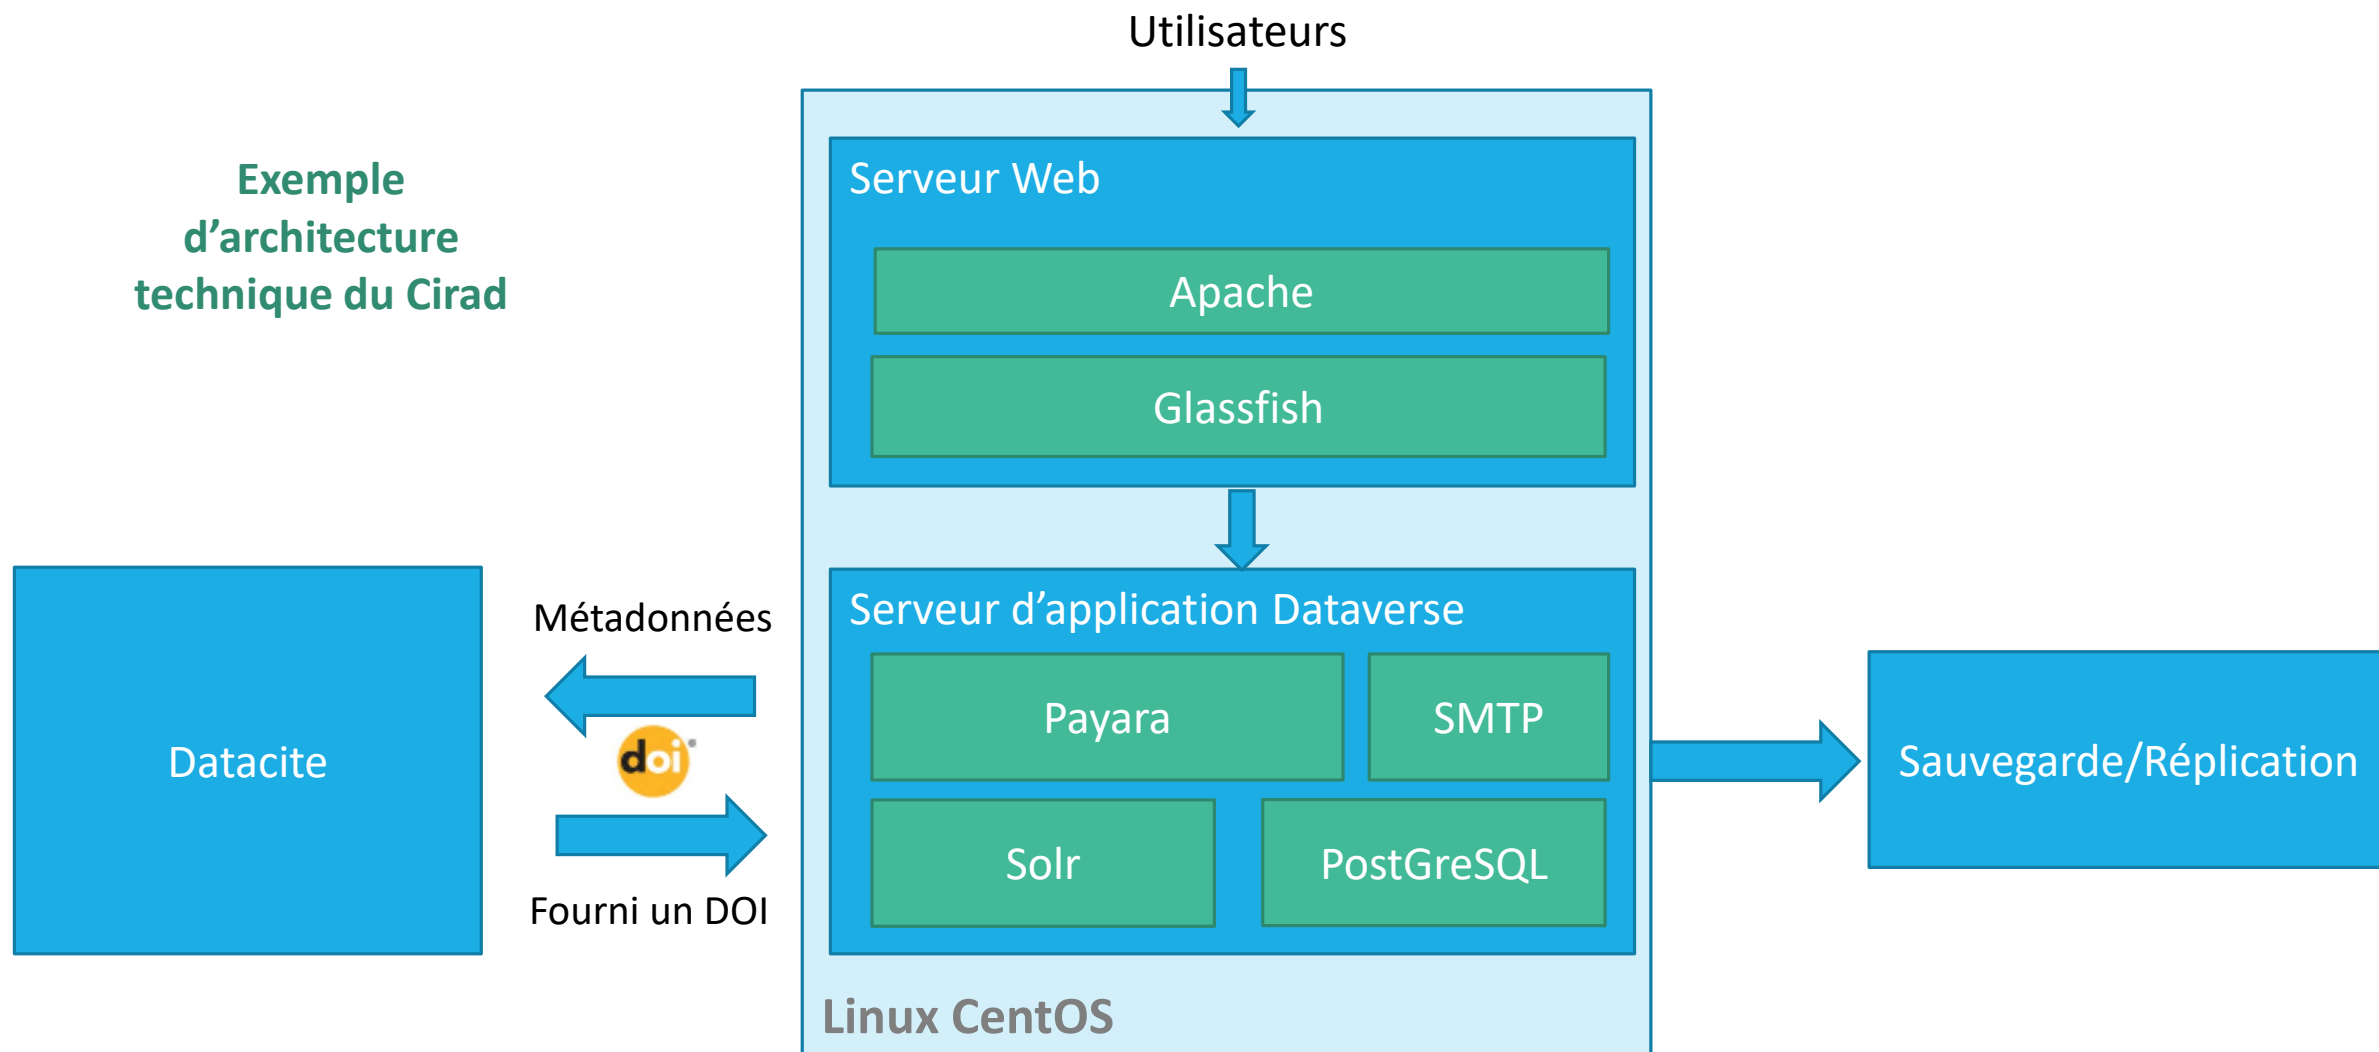 Utilisateurs
Exemple
d’architecture
technique du Cirad
Serveur Web
Apache
Glassfish
Serveur d’application Dataverse
Payara
SMTP
Solr
PostGreSQL
Linux CentOS
Datacite
Métadonnées
doi
Fourni un DOI
Sauvegarde/Réplication